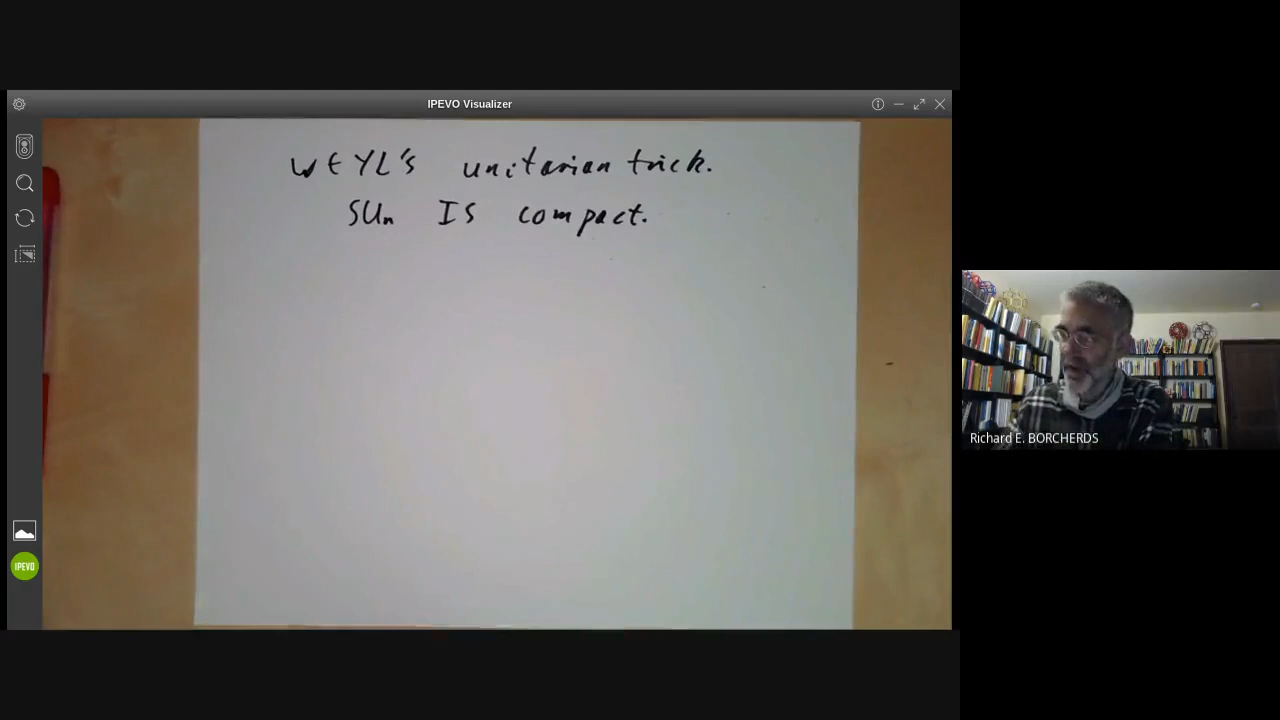 IPEVO Visualizer
WEYL's unitarian trick.
SUn IS compact.
IPEVO
Richard E. BORCHERDS